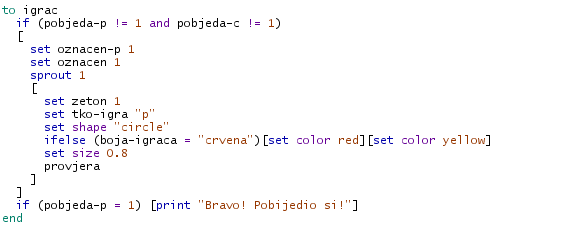 to igrac
  if (pobjeda-p != 1 and pobjeda-c != 1)
  [
    set oznacen-p 1
    set oznacen 1
    sprout 1
    [
      set zeton 1
      set tko-igra "p"
      set shape "circle"
      ifelse (boja-igraca = "crvena")[set color red][set color yellow]
      set size 0.8
      provjera
    ]
  ]
  if (pobjeda-p = 1) [print "Bravo! Pobijedio si!"]
end